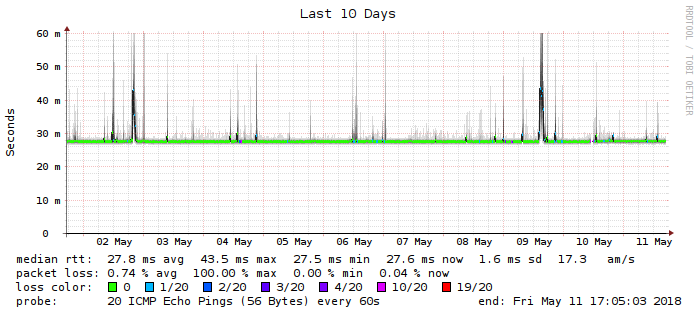 Last 10 Days
RRDTOOL / TOBI OETIKER
Seconds
60 m
50 m
40 m
30 m
20 m
10 m
0
02 May 03 May 04 May 05 May 06 May 07 May 08 May 09 May 10 May 11 May
median rtt: 27.8 ms avg 43.5 ms max 27.5 ms min 27.6 ms now 1.6 ms sd 17.3 am/s
packet loss: 0.74 % avg 100.00 % max 0.00 % min 0.04 % now
loss color: 0 1/20 2/20 3/20 4/20 10/20 19/20
probe: 20 ICMP Echo Pings (56 Bytes) every 60s end: Fri May 11 17:05:03 2018